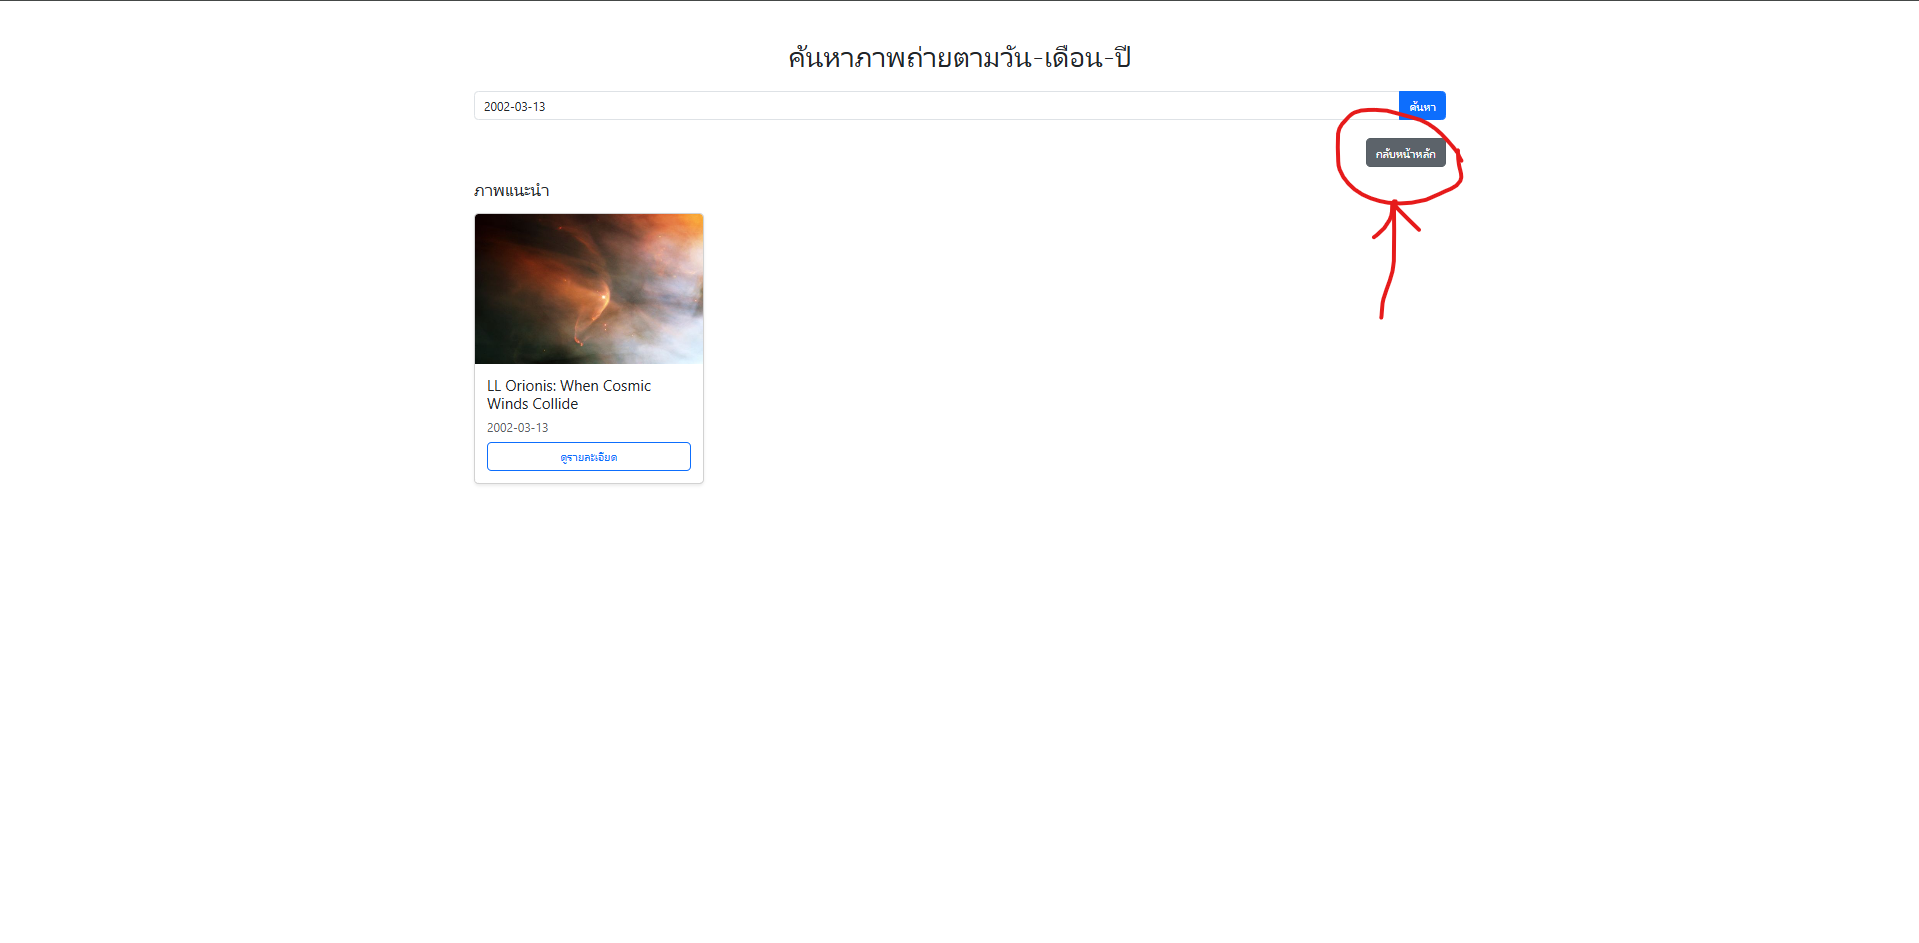 ค้นหาภาพถ่ายตามวัน-เดือน-ปี
2002-03-13
ค้นหา
กลับหน้าหลัก
ภาพแนะนำ
LL Orionis: When Cosmic
Winds Collide
2002-03-13
ดูรายละเอียด